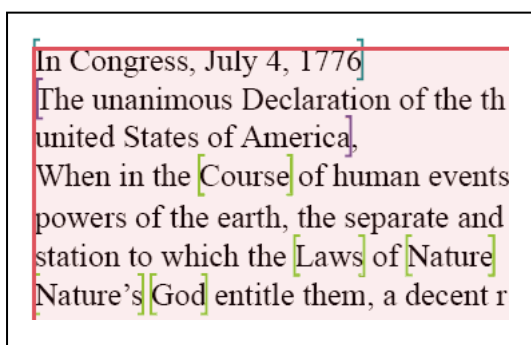 In Congress, July 4, 1776
The unanimous Declaration of the th
united States of America,
When in the Course of human events
powers of the earth, the separate and
station to which the Laws of Nature
Nature’s God entitle them, a decent r